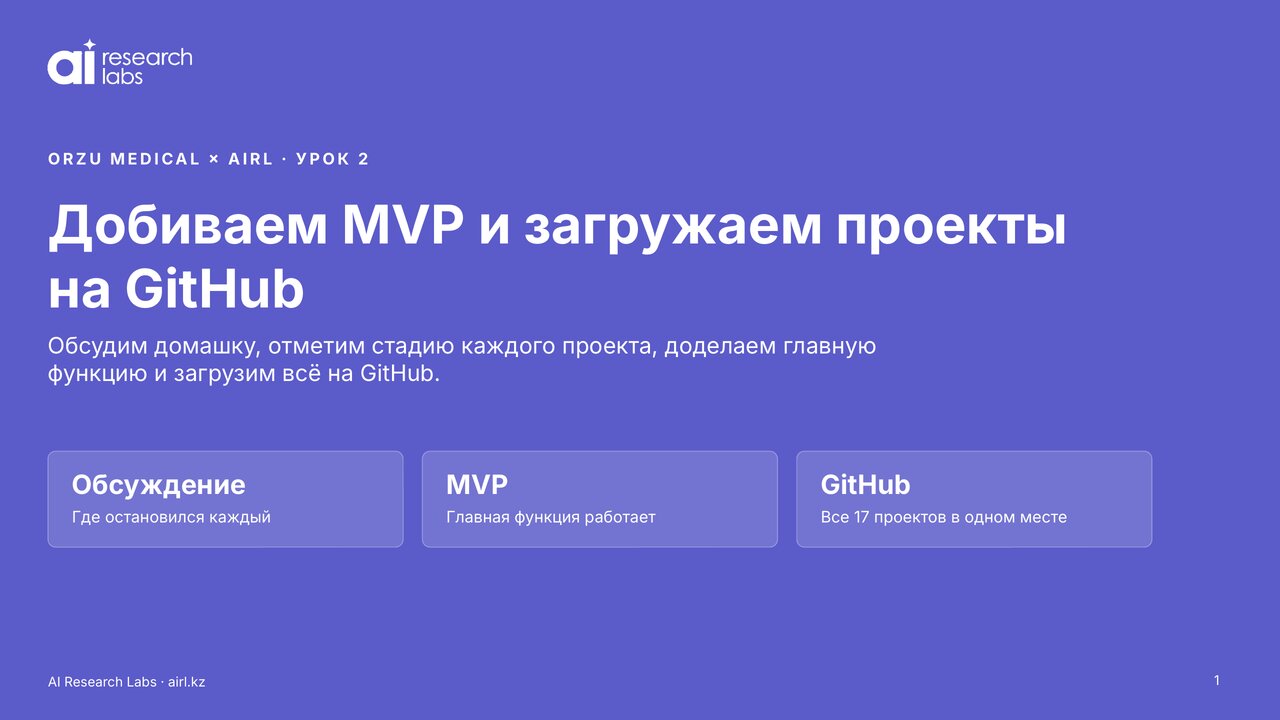 ai research
labs
ORZU MEDICAL × AIRL · УРОК 2
Добиваем MVP и загружаем проекты
на GitHub
Обсудим домашку, отметим стадию каждого проекта, доделаем главную
функцию и загрузим всё на GitHub.
Обсуждение
Где остановился каждый
MVP
Главная функция работает
GitHub
Все 17 проектов в одном месте
AI Research Labs · airl.kz
1